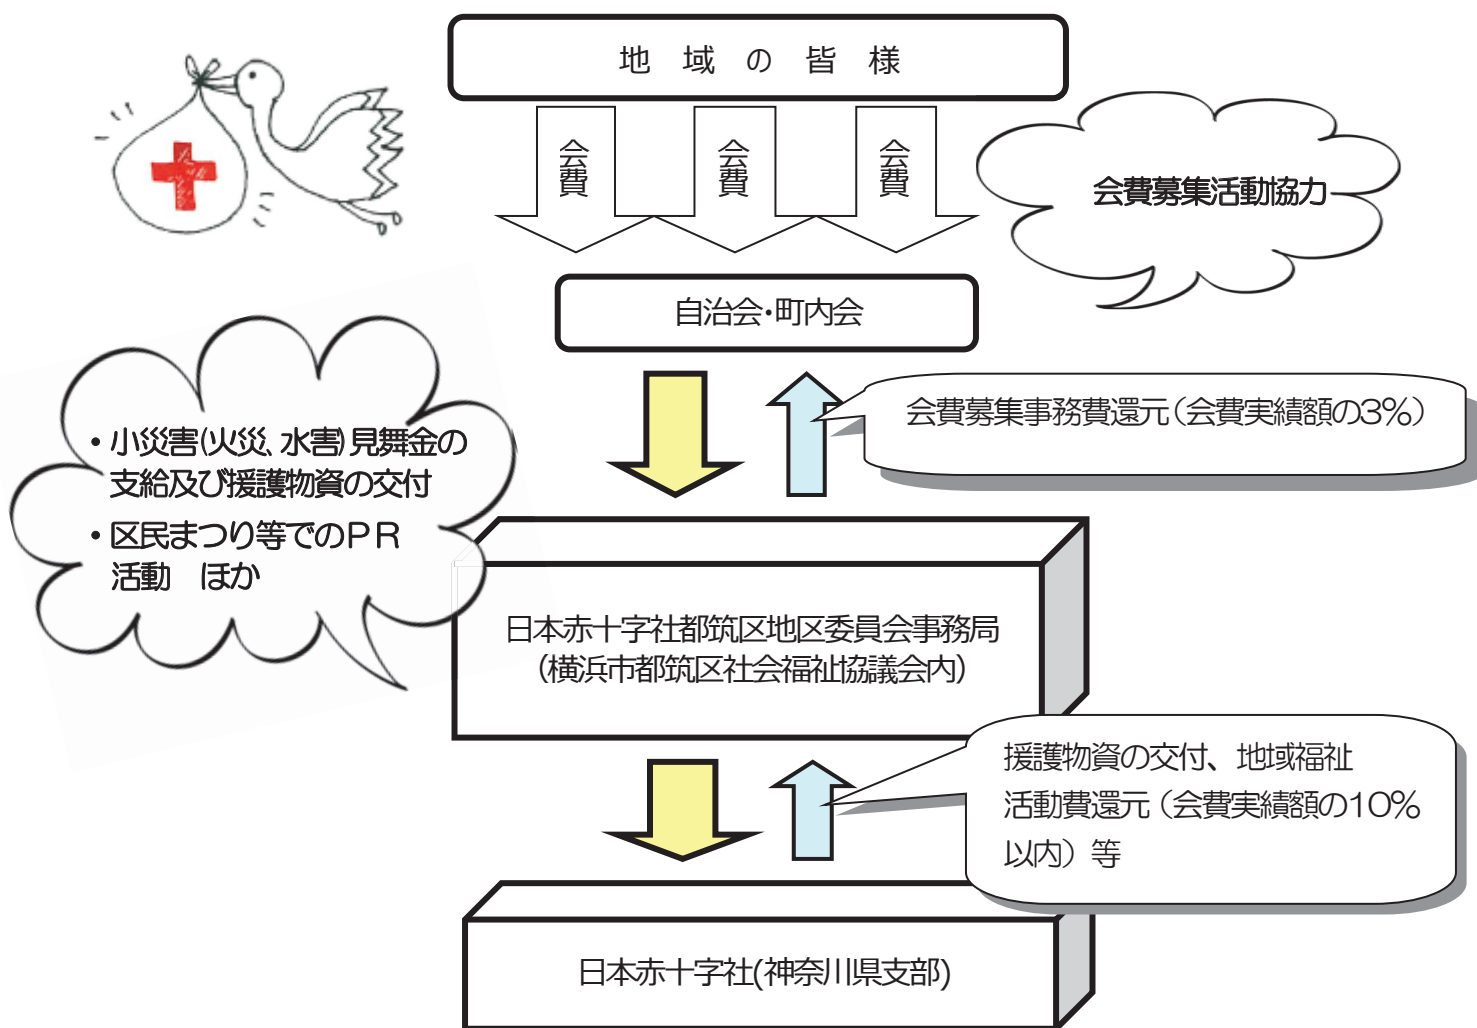 地域の皆様
会費
会費
会費
会費募集活動協力
自治会・町内会
会費募集事務費還元(会費実績額の3%)
・小災害(火災、水害)見舞金の
支給及び援護物資の交付
・区民まつり等でのPR
活動　ほか
日本赤十字社都筑区地区委員会事務局
(横浜市都筑区社会福祉協議会内)
援護物資の交付、地域福祉
活動費還元(会費実績額の10%
以内)等
日本赤十字社(神奈川県支部)